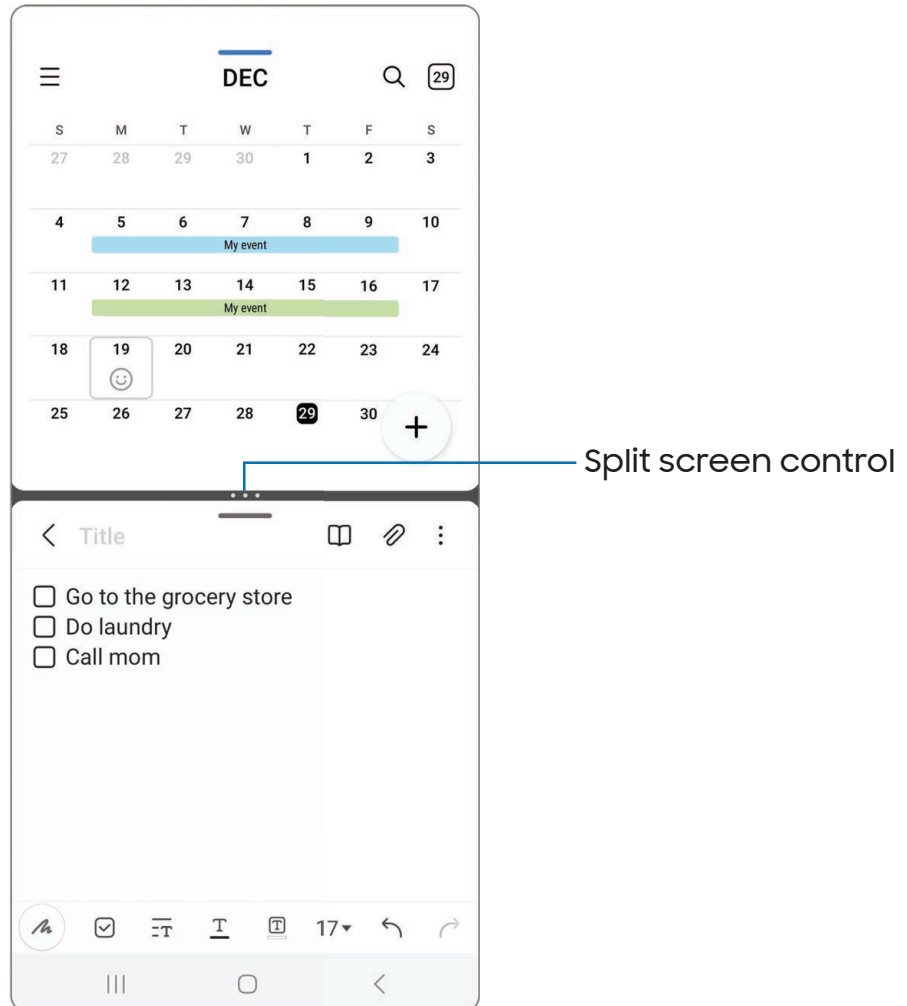 DEC
29
S M T W T F S
27 28 29 30 1 2 3
4 5 6 7 8 9 10
My event
11 12 13 14 15 16 17
My event
18 19 20 21 22 23 24
25 26 27 28 29 30
Split screen control
Title
Go to the grocery store
Do laundry
Call mom
T T T 17